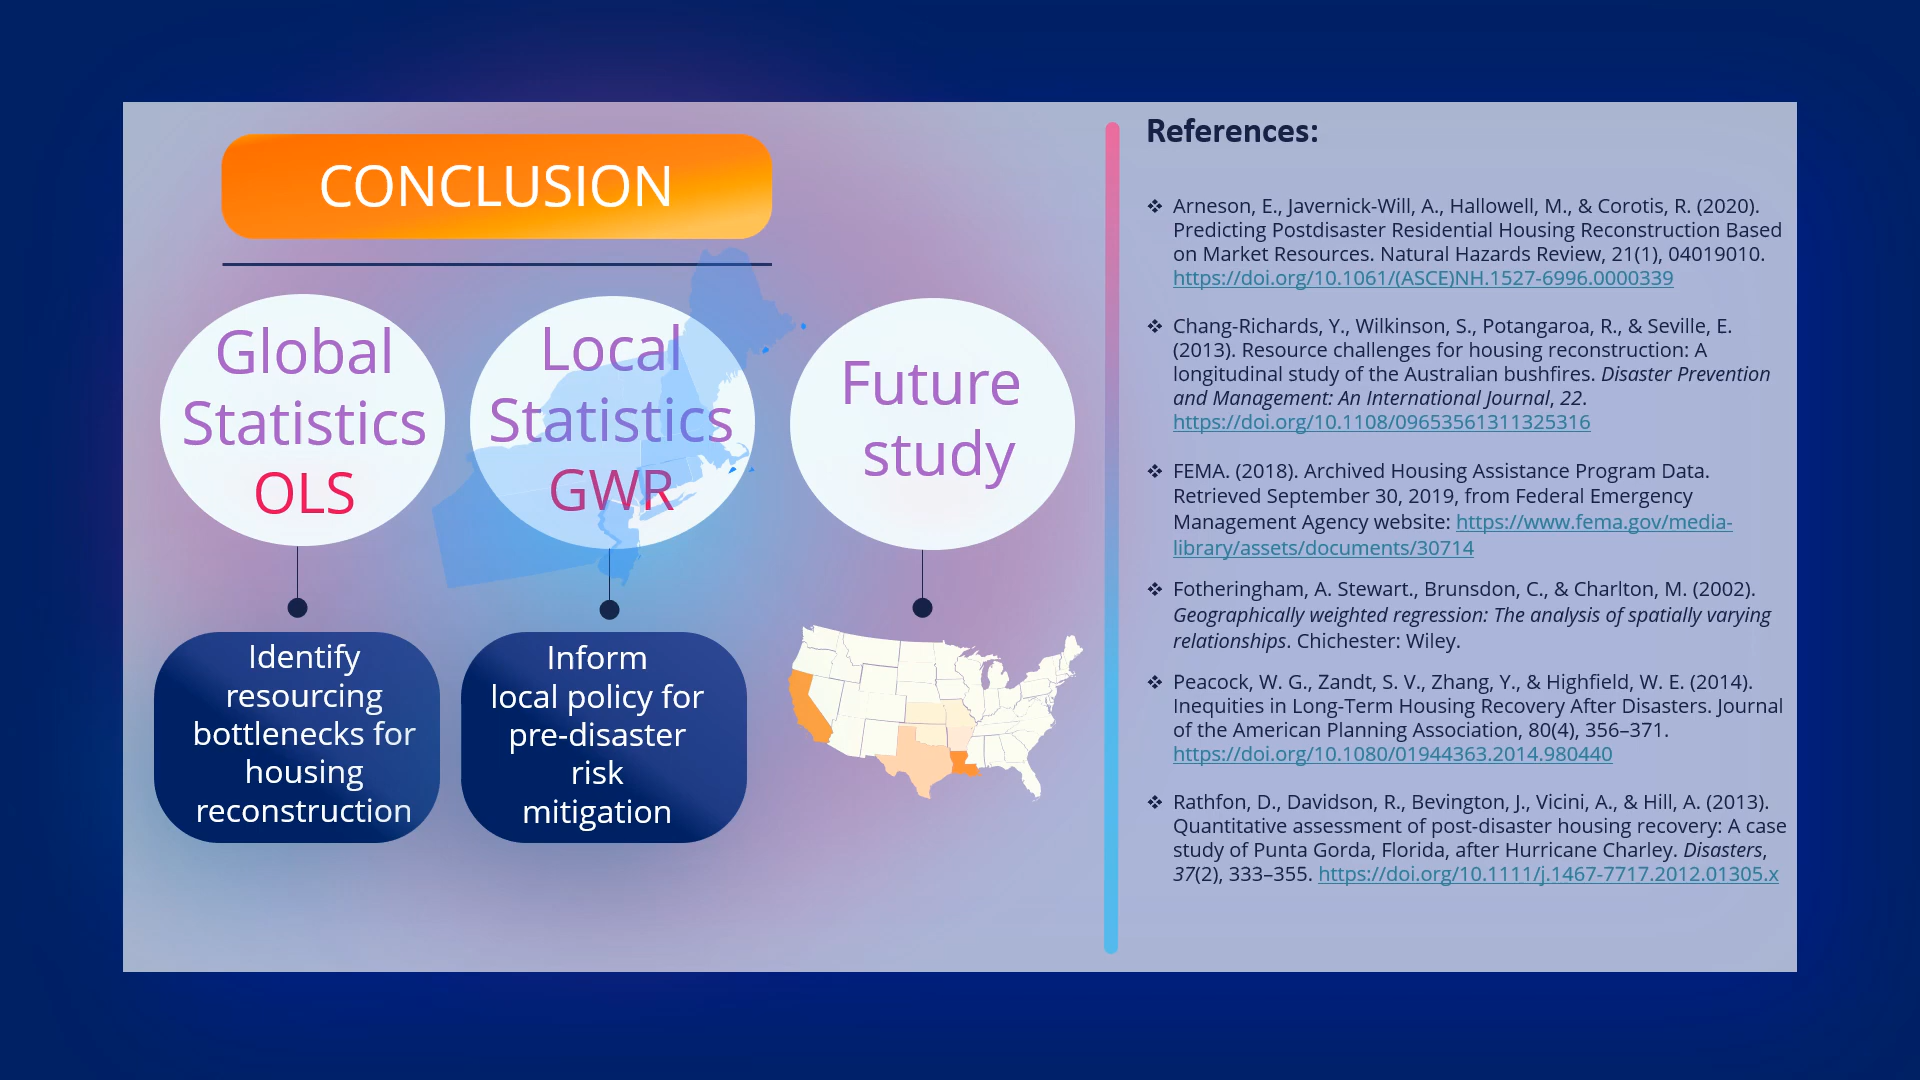 CONCLUSION
Global
Statistics
OLS
Local
Statistics
GWR
Future
study
Identify
resourcing
bottlenecks for
housing
reconstruction
Inform
local policy for
pre-disaster
risk
mitigation
References:
❖ Arneson, E., Javernick-Will, A., Hallowell, M., & Corotis, R. (2020).
Predicting Postdisaster Residential Housing Reconstruction Based
on Market Resources. Natural Hazards Review, 21(1), 04019010.
https://doi.org/10.1061/(ASCE)NH.1527-6996.0000339
❖ Chang-Richards, Y., Wilkinson, S., Potangaroa, R., & Seville, E.
(2013). Resource challenges for housing reconstruction: A
longitudinal study of the Australian bushfires. Disaster Prevention
and Management: An International Journal, 22.
https://doi.org/10.1108/09653561311325316
❖ FEMA. (2018). Archived Housing Assistance Program Data.
Retrieved September 30, 2019, from Federal Emergency
Management Agency website: https://www.fema.gov/media-
library/assets/documents/30714
❖ Fotheringham, A. Stewart., Brunsdon, C., & Charlton, M. (2002).
Geographically weighted regression: The analysis of spatially varying
relationships. Chichester: Wiley.
❖ Peacock, W. G., Zandt, S. V., Zhang, Y., & Highfield, W. E. (2014).
Inequities in Long-Term Housing Recovery After Disasters. Journal
of the American Planning Association, 80(4), 356–371.
https://doi.org/10.1080/01944363.2014.980440
❖ Rathfon, D., Davidson, R., Bevington, J., Vicini, A., & Hill, A. (2013).
Quantitative assessment of post-disaster housing recovery: A case
study of Punta Gorda, Florida, after Hurricane Charley. Disasters,
37(2), 333–355. https://doi.org/10.1111/j.1467-7717.2012.01305.x